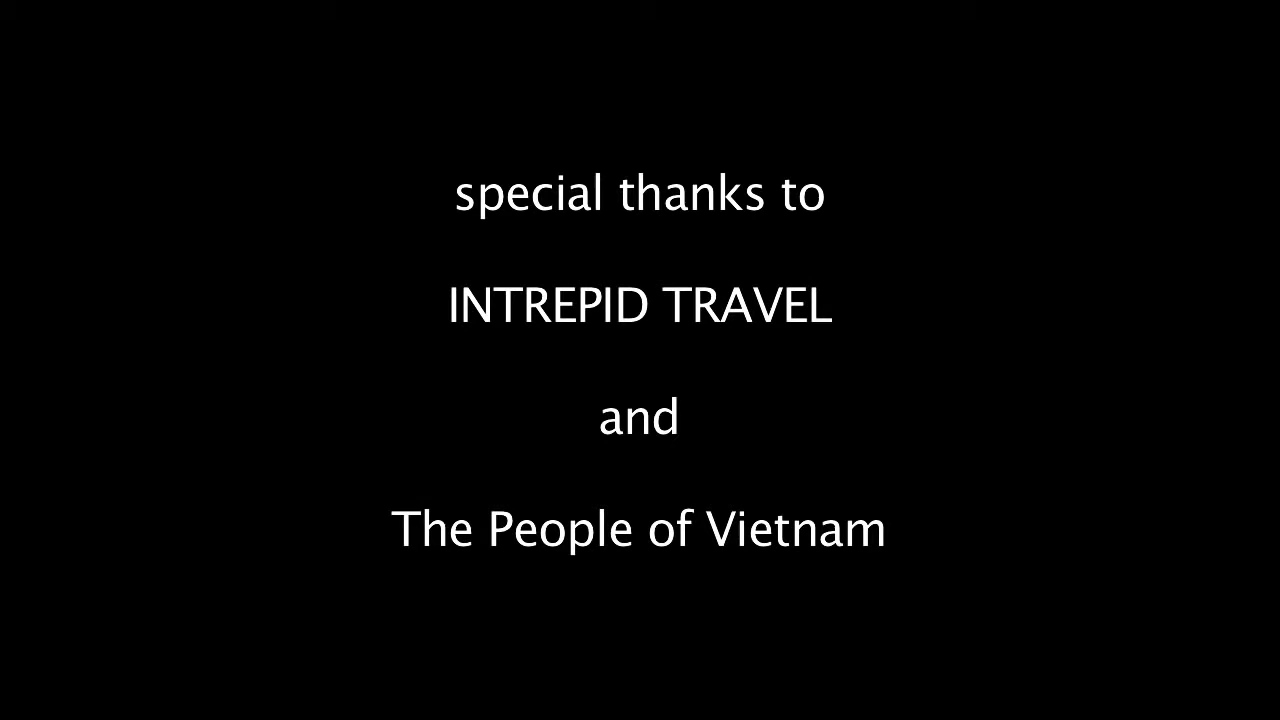 special thanks to
INTREPID TRAVEL
and
The People of Vietnam